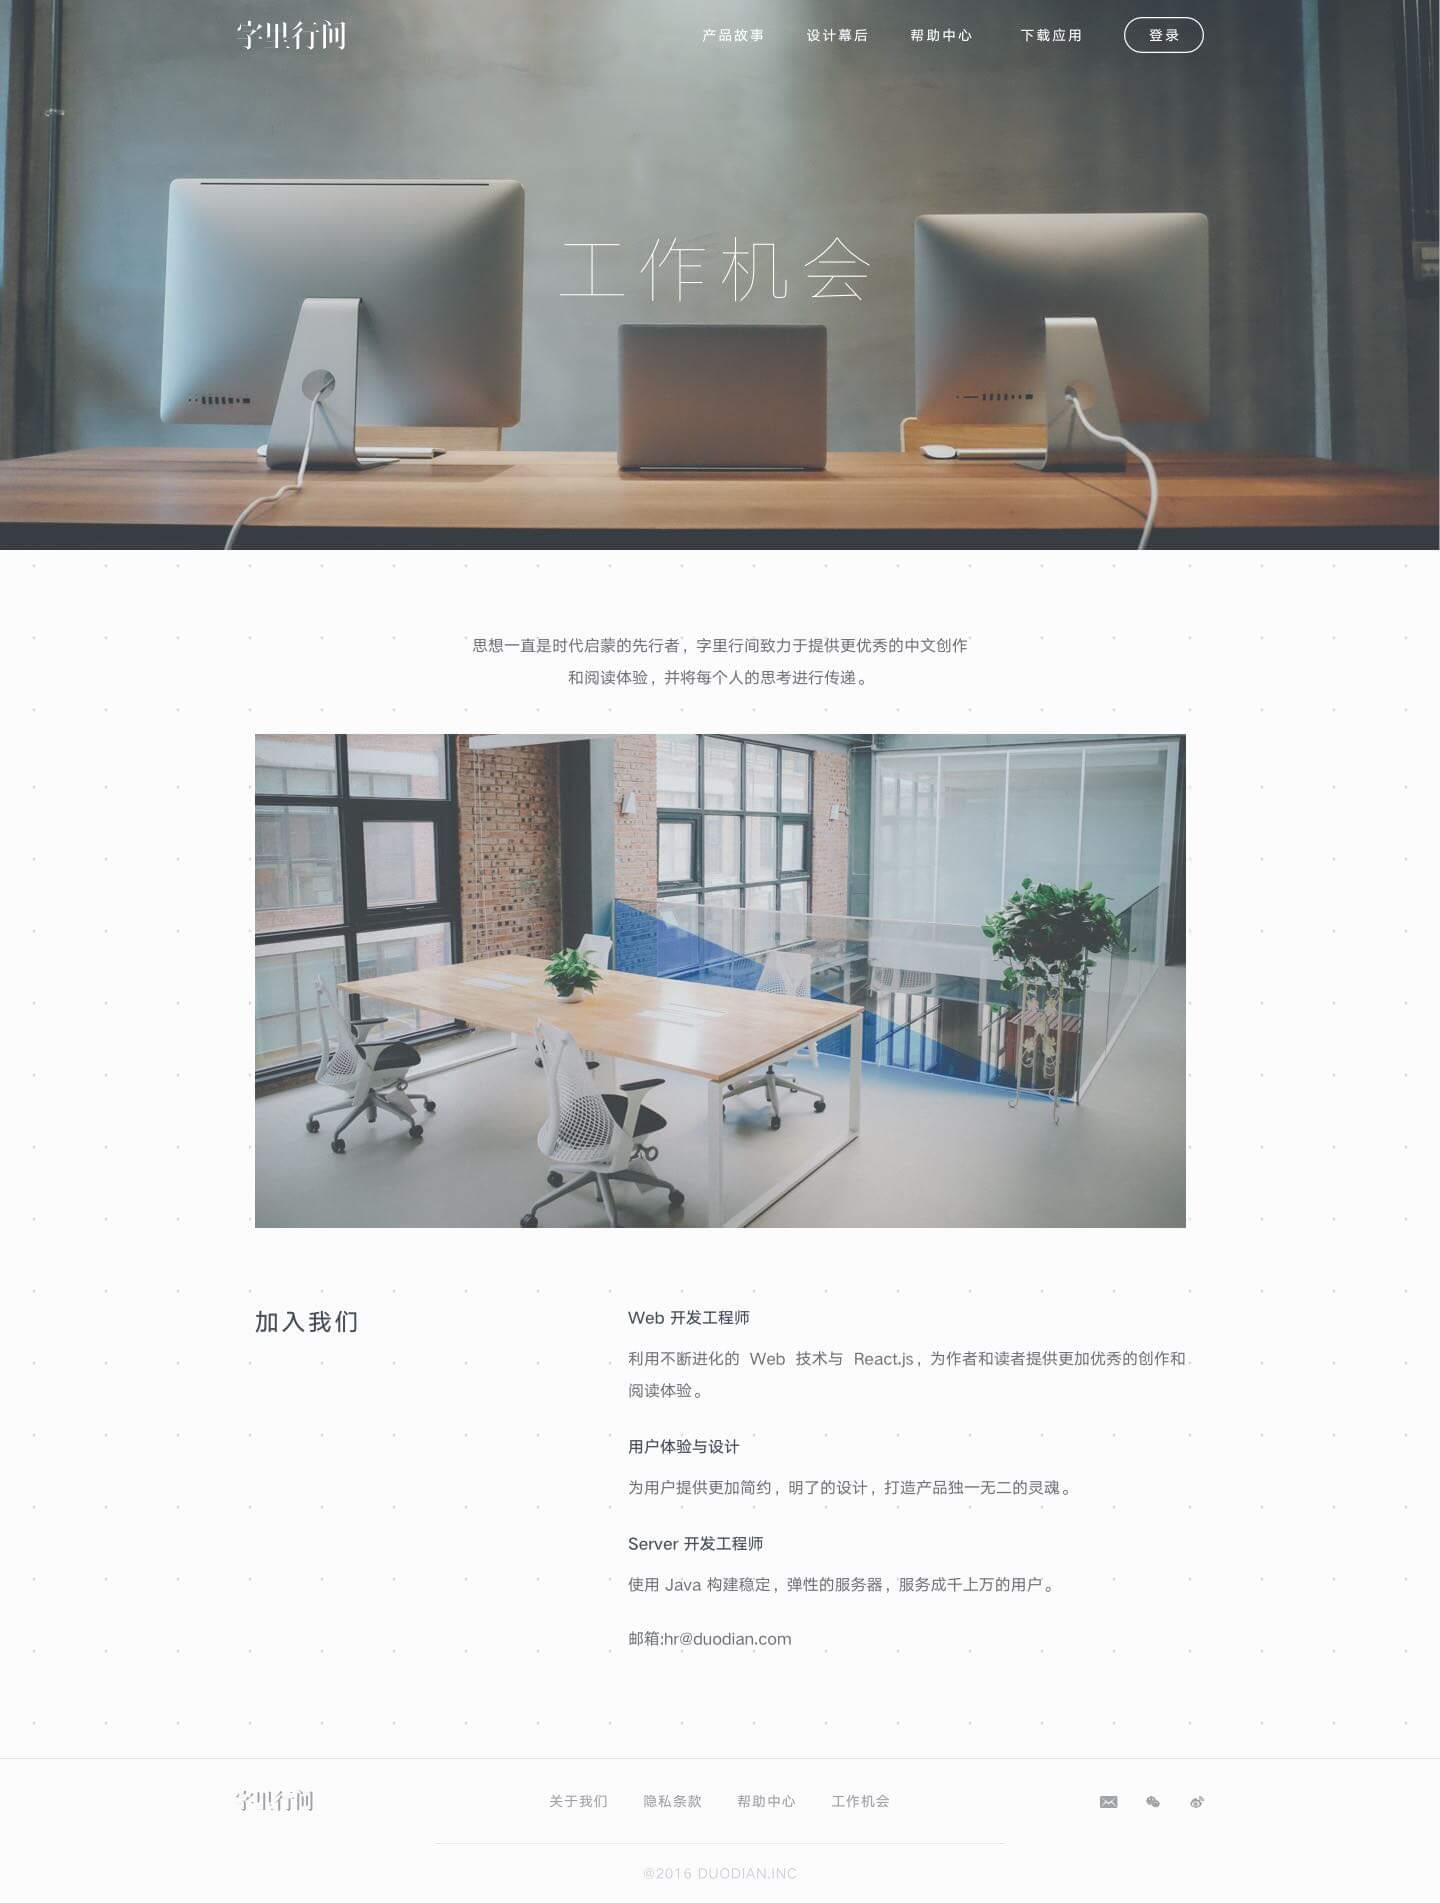 字里行间
产品故事 设计幕后 帮助中心 下载应用 登录
工作机会
思想一直是时代启蒙的先行者，字里行间致力于提供更优秀的中文创作
和阅读体验，并将每个人的思考进行传递。
加入我们
Web 开发工程师
利用不断进化的 Web 技术与 React.js，为作者和读者提供更加优秀的创作和
阅读体验。
用户体验与设计
为用户提供更加简约，明了的设计，打造产品独一无二的灵魂。
Server 开发工程师
使用 Java 构建稳定，弹性的服务器，服务成千上万的用户。
邮箱:hr@duodian.com
字里行间
关于我们 隐私条款 帮助中心 工作机会
©2016 DUODIAN.INC